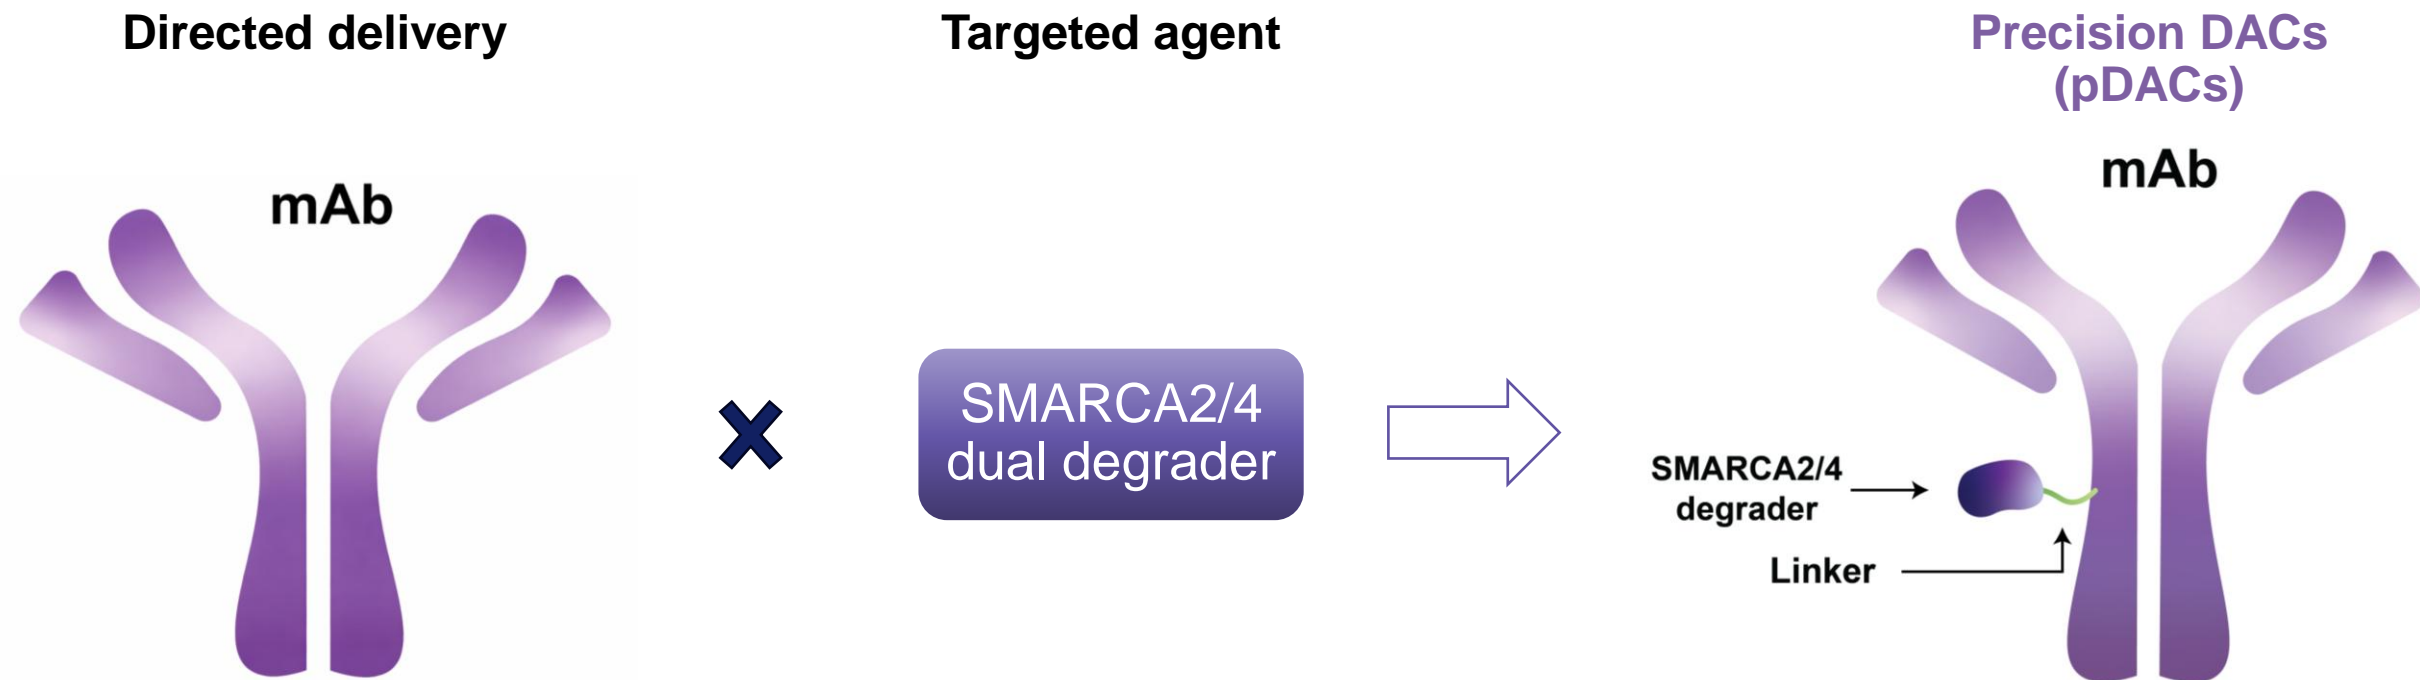 Directed delivery
mAb
Targeted agent
SMARCA2/4
dual degrader
Precision DACs
(pDACs)
mAb
SMARCA2/4
degrader
Linker